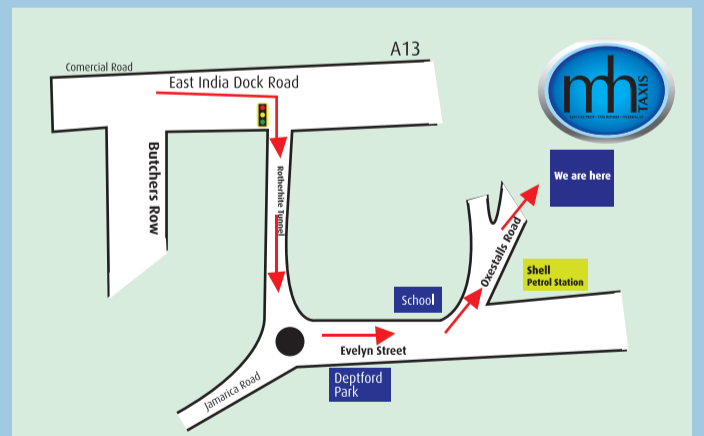 A13
Comercial Road
East India Dock Road
mh
TAXIS
Butchers Row
Rotherhite Tunnel
We are here
Oxestalls Road
Shell
Petrol Station
School
Evelyn Street
Deptford
Park
Jamarica Road